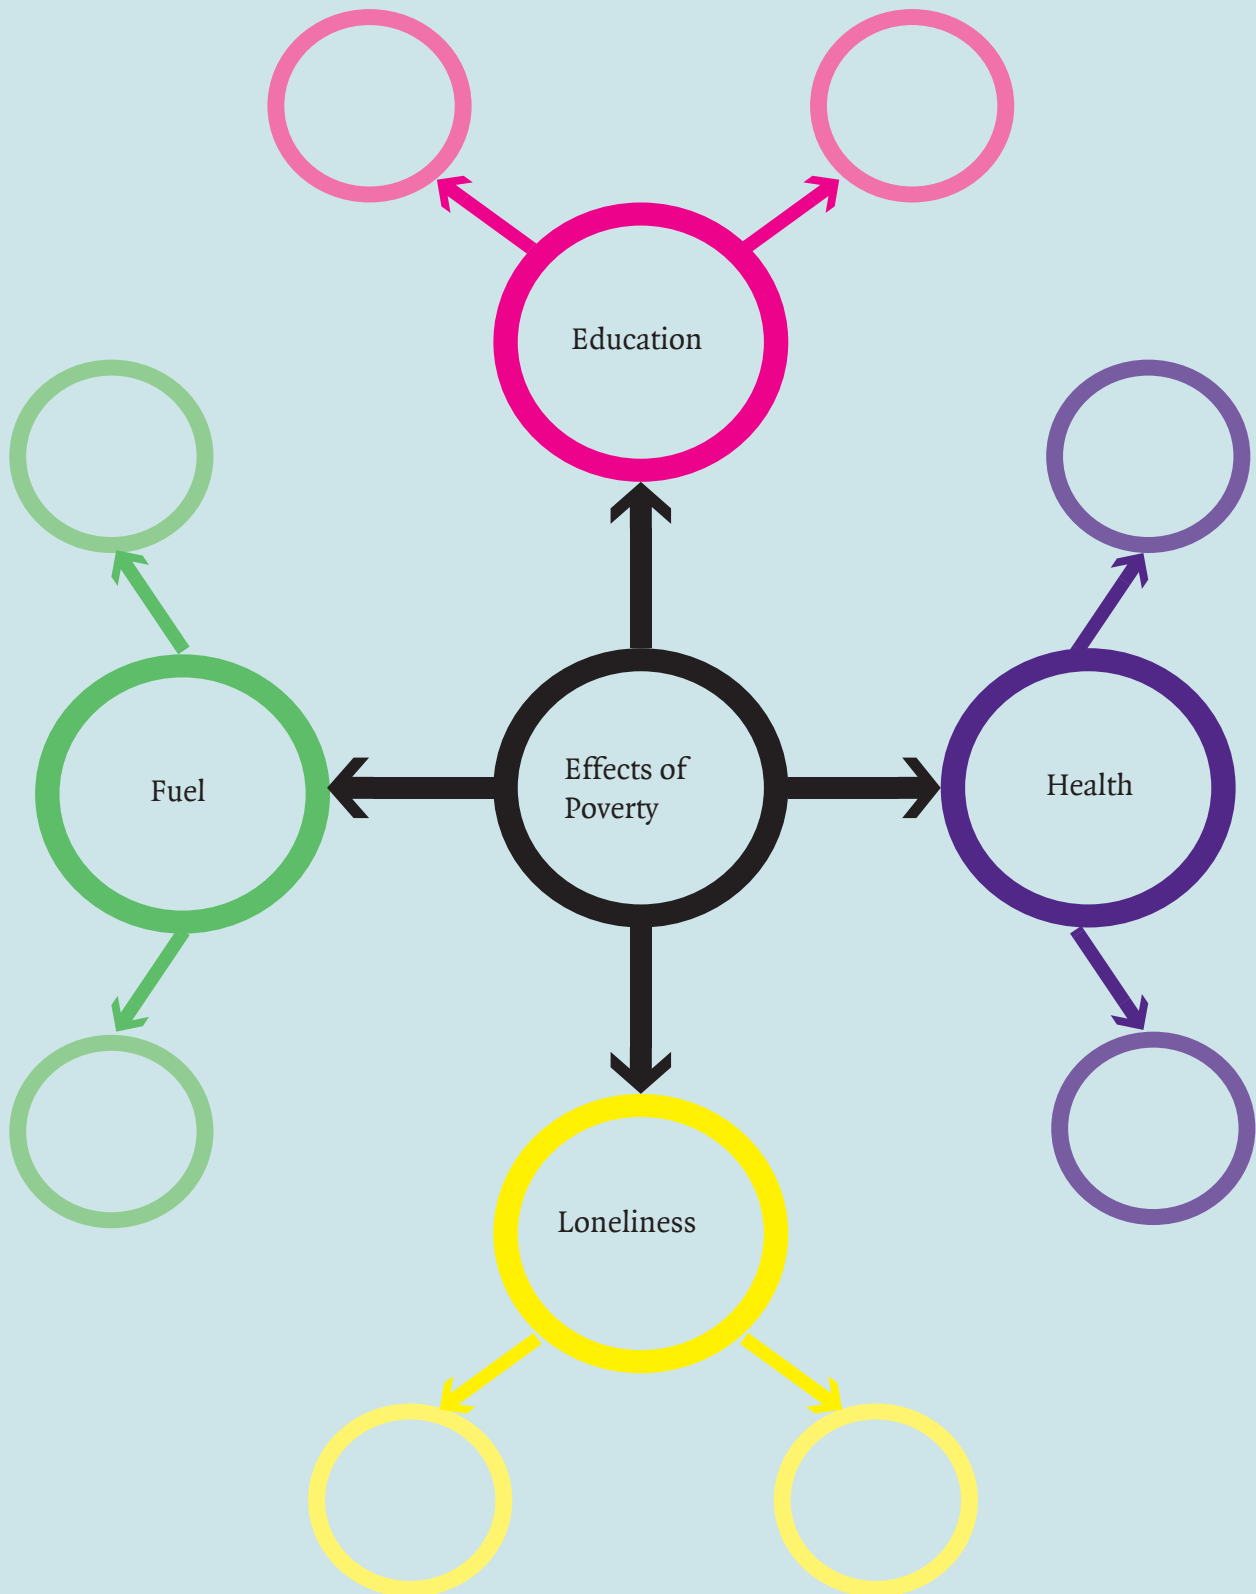 Education
Effects of
Poverty
Fuel
Health
Loneliness